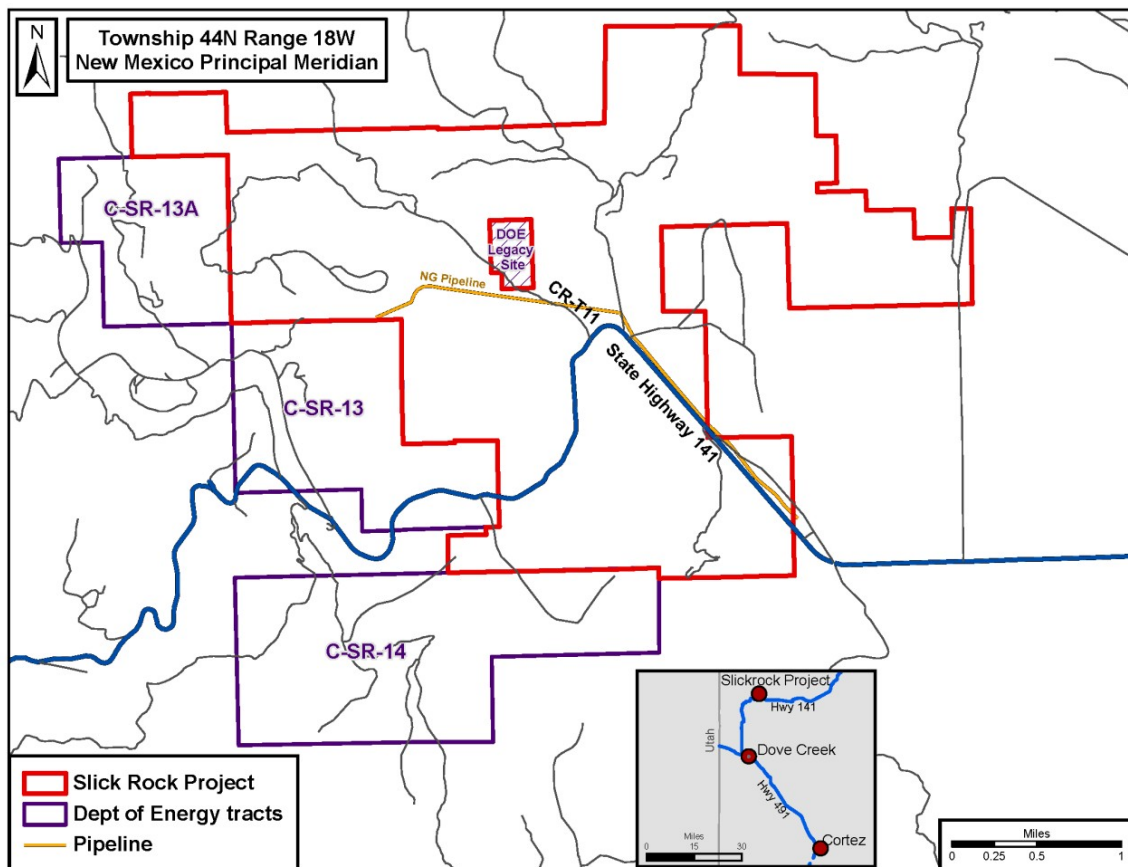 N
Township 44N Range 18W
New Mexico Principal Meridian
C-SR-13A
DOE
Legacy
Site
NG Pipeline
CR-T11
State Highway 141
C-SR-13
C-SR-14
Slick Rock Project
Dept of Energy tracts
Pipeline
Slickrock Project
Hwy 141
Utah
Dove Creek
Hwy 491
Cortez
Miles
0 15 30
Miles
0 0.25 0.5 1